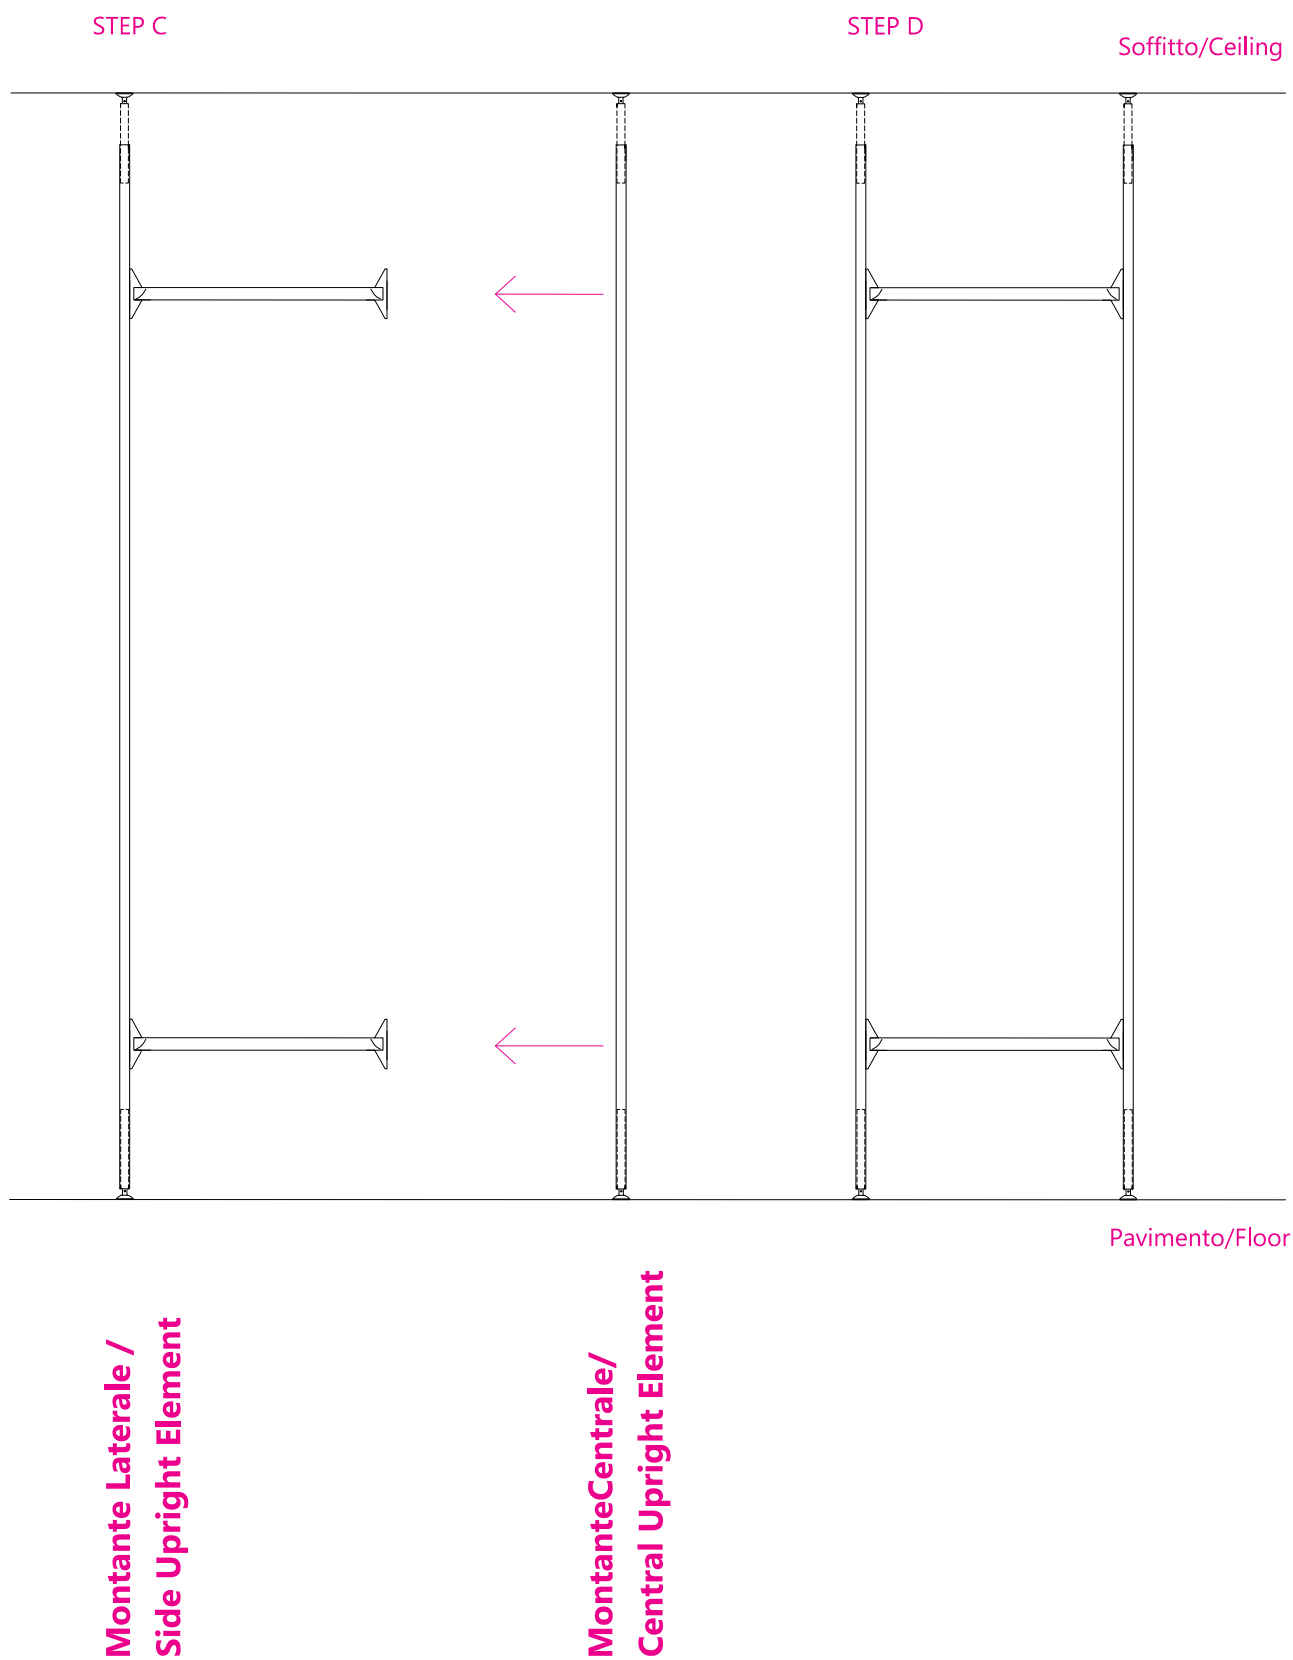 STEP C
STEP D
Soffitto/Ceiling
Pavimento/Floor
Montante Laterale /
Side Upright Element
MontanteCentrale/
Central Upright Element